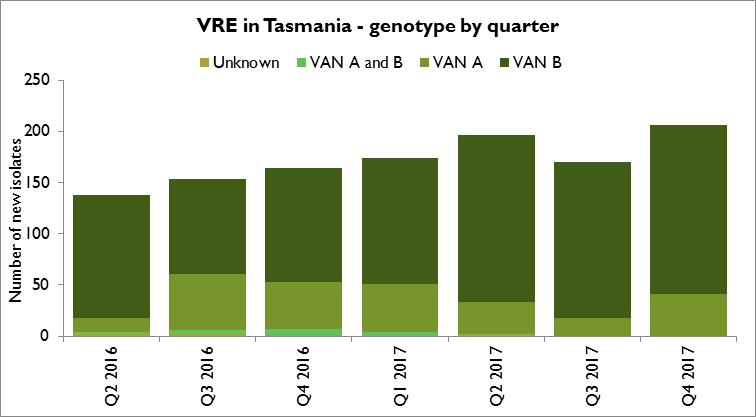 VRE in Tasmania - genotype by quarter
Unknown VAN A and B VAN A VAN B
Number of new isolates
250
200
150
100
50
0
Q2 2016
Q3 2016
Q4 2016
Q1 2017
Q2 2017
Q3 2017
Q4 2017